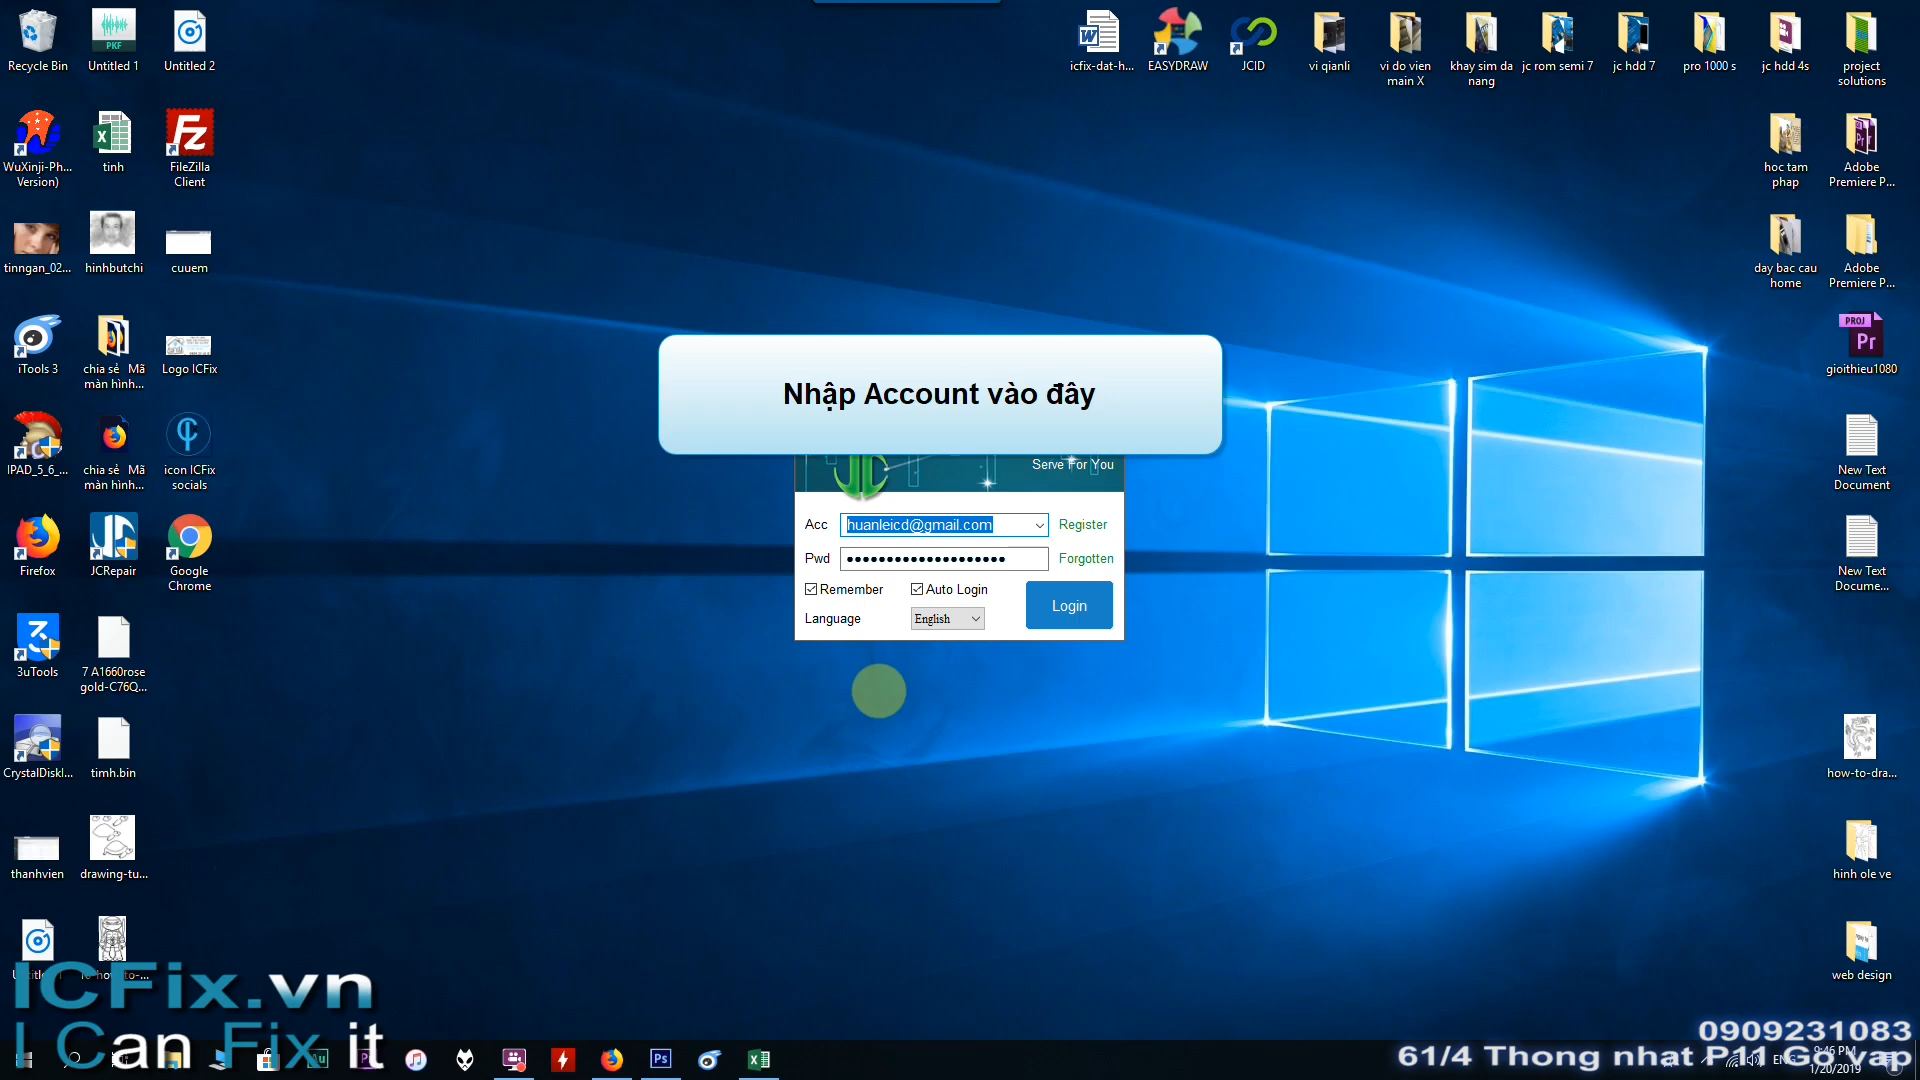 Recycle Bin
Untitled 1
Untitled 2
icfix-dat-h...
EASYDRAW
JCID
vi qianli
vi do vien main X
khay sim da nang
jc rom semi 7
jc hdd 7
pro 1000 s
jc hdd 4s
project solutions
PKF
WuXinji-Ph... Version)
tinh
FileZilla Client
hoc tam phap
Adobe Premiere P...
tinngan_02...
hinhbutchi
cuuem
day bac cau home
Adobe Premiere P...
iTools 3
chia sẻ Mã màn hình...
Logo ICFix
PROJ
Pr
gioithieu1080
Nhập Account vào đây
Serve For You
IPAD_5_6_...
chia sẻ Mã màn hình...
icon ICFix socials
New Text Document
Acc
huanleicd@gmail.com
Register
Pwd
Forgotten
Remember
Auto Login
Login
Language
English
Firefox
JCRepair
Google Chrome
New Text Docume...
3uTools
7 A1660rose gold-C76Q...
CrystalDiskI...
timh.bin
how-to-dra...
thanhvien
drawing-tu...
hinh ole ve
web design
ICFix.vn
I Can Fix it
0909231083
61/4 Thong nhat P11 Go vap
9:46 PM
1/20/2019